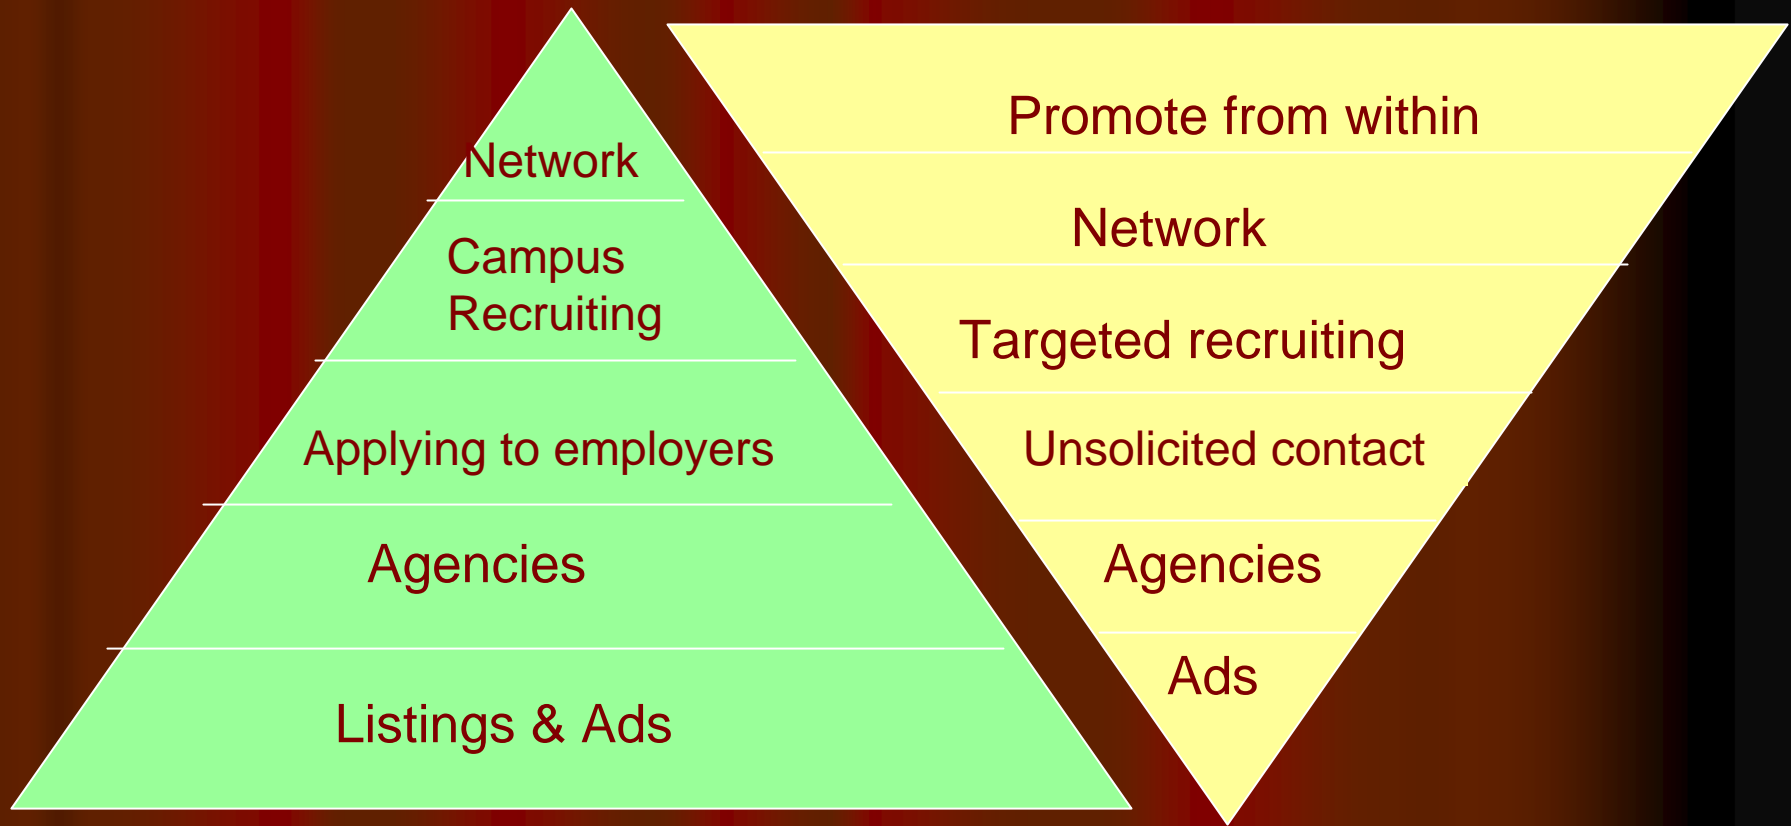 Network
Campus
Recruiting
Applying to employers
Agencies
Listings & Ads
Promote from within
Network
Targeted recruiting
Unsolicited contact
Agencies
Ads